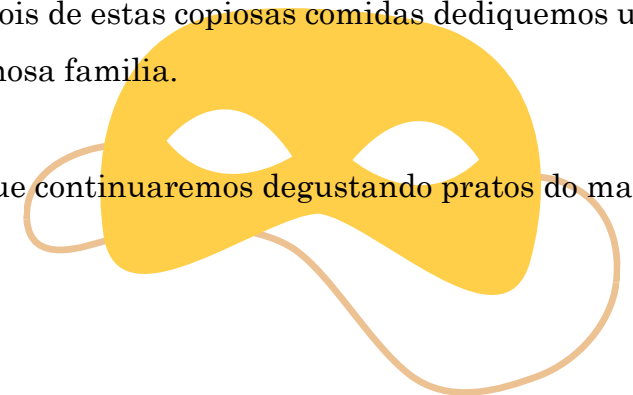 ois de estas copiosas comidas dediquemos u
nosa familia.
ue continuaremos degustando pratos do ma